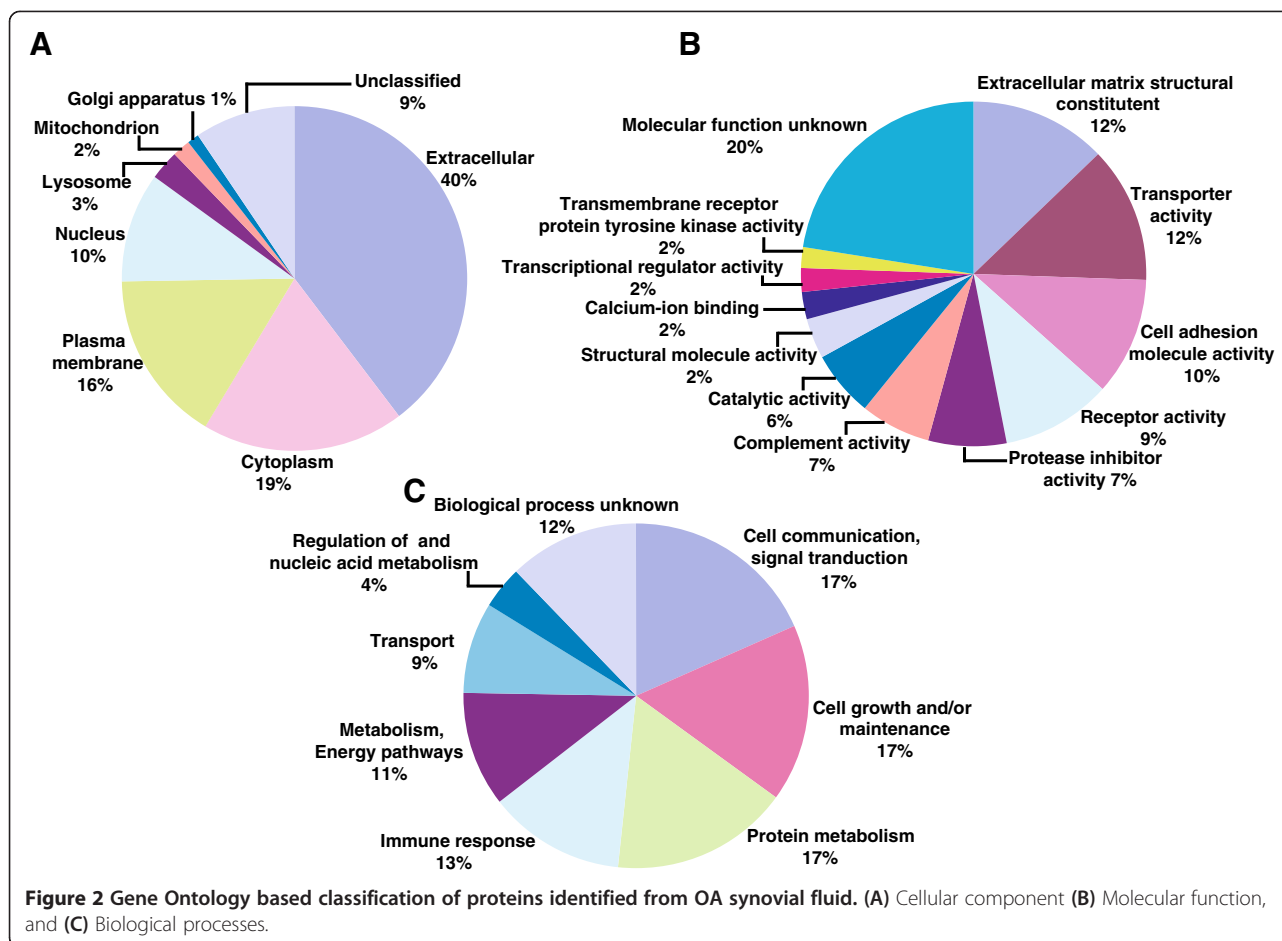 A
Unclassified
9%
Golgi apparatus 1%
Mitochondrion
2%
Lysosome
3%
Nucleus
10%
Plasma
membrane
16%
Cytoplasm
19%
Extracellular
40%
B
Extracellular matrix structural
constitutent
12%
Transporter
activity
12%
Cell adhesion
molecule activity
10%
Receptor activity
9%
Protease inhibitor
activity 7%
Complement activity
7%
Catalytic activity
6%
Structural molecule activity
2%
Calcium-ion binding
2%
Transcriptional regulator activity
2%
Transmembrane receptor
protein tyrosine kinase activity
2%
Molecular function unknown
20%
C
Biological process unknown
12%
Cell communication,
signal tranduction
17%
Cell growth and/or
maintenance
17%
Protein metabolism
17%
Immune response
13%
Metabolism,
Energy pathways
11%
Transport
9%
Regulation of and
nucleic acid metabolism
4%
Figure 2 Gene Ontology based classification of proteins identified from OA synovial fluid. (A) Cellular component (B) Molecular function,
and (C) Biological processes.